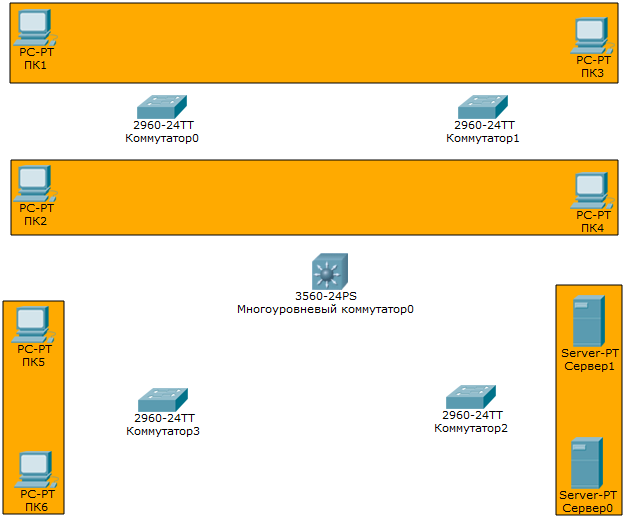 PC-PT
ПК1
PC-PT
ПК3
2960-24TT
Коммутатор0
2960-24TT
Коммутатор1
PC-PT
ПК2
PC-PT
ПК4
3560-24PS
Многоуровневый коммутатор0
PC-PT
ПК5
Server-PT
Сервер1
2960-24TT
Коммутатор3
2960-24TT
Коммутатор2
PC-PT
ПК6
Server-PT
Сервер0